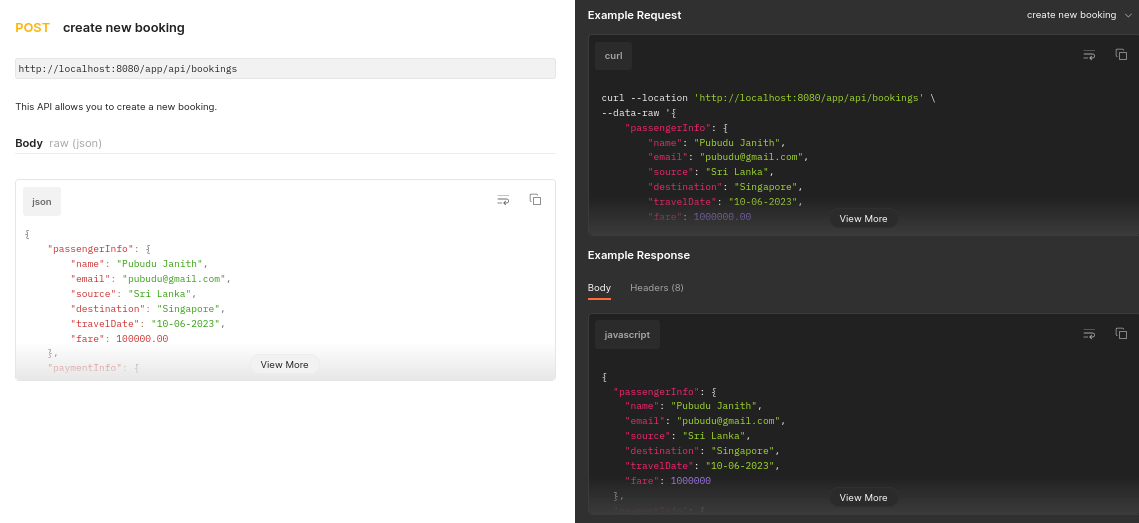 POST create new booking
http://localhost:8080/app/api/bookings
This API allows you to create a new booking.
Body raw (json)
json
{
"passengerInfo": {
"name": "Pubudu Janith",
"email": "pubudu@gmail.com",
"source": "Sri Lanka",
"destination": "Singapore",
"travelDate": "10-06-2023",
"fare": 100000.00
},
"paymentInfo": {
View More
Example Request
create new booking
curl
curl --location 'http://localhost:8080/app/api/bookings' \
--data-raw '{
"passengerInfo": {
"name": "Pubudu Janith",
"email": "pubudu@gmail.com",
"source": "Sri Lanka",
"destination": "Singapore",
"travelDate": "10-06-2023",
"fare": 1000000.00
View More
Example Response
Body Headers (8)
javascript
{
"passengerInfo": {
"name": "Pubudu Janith",
"email": "pubudu@gmail.com",
"source": "Sri Lanka",
"destination": "Singapore",
"travelDate": "10-06-2023",
"fare": 1000000
},
View More